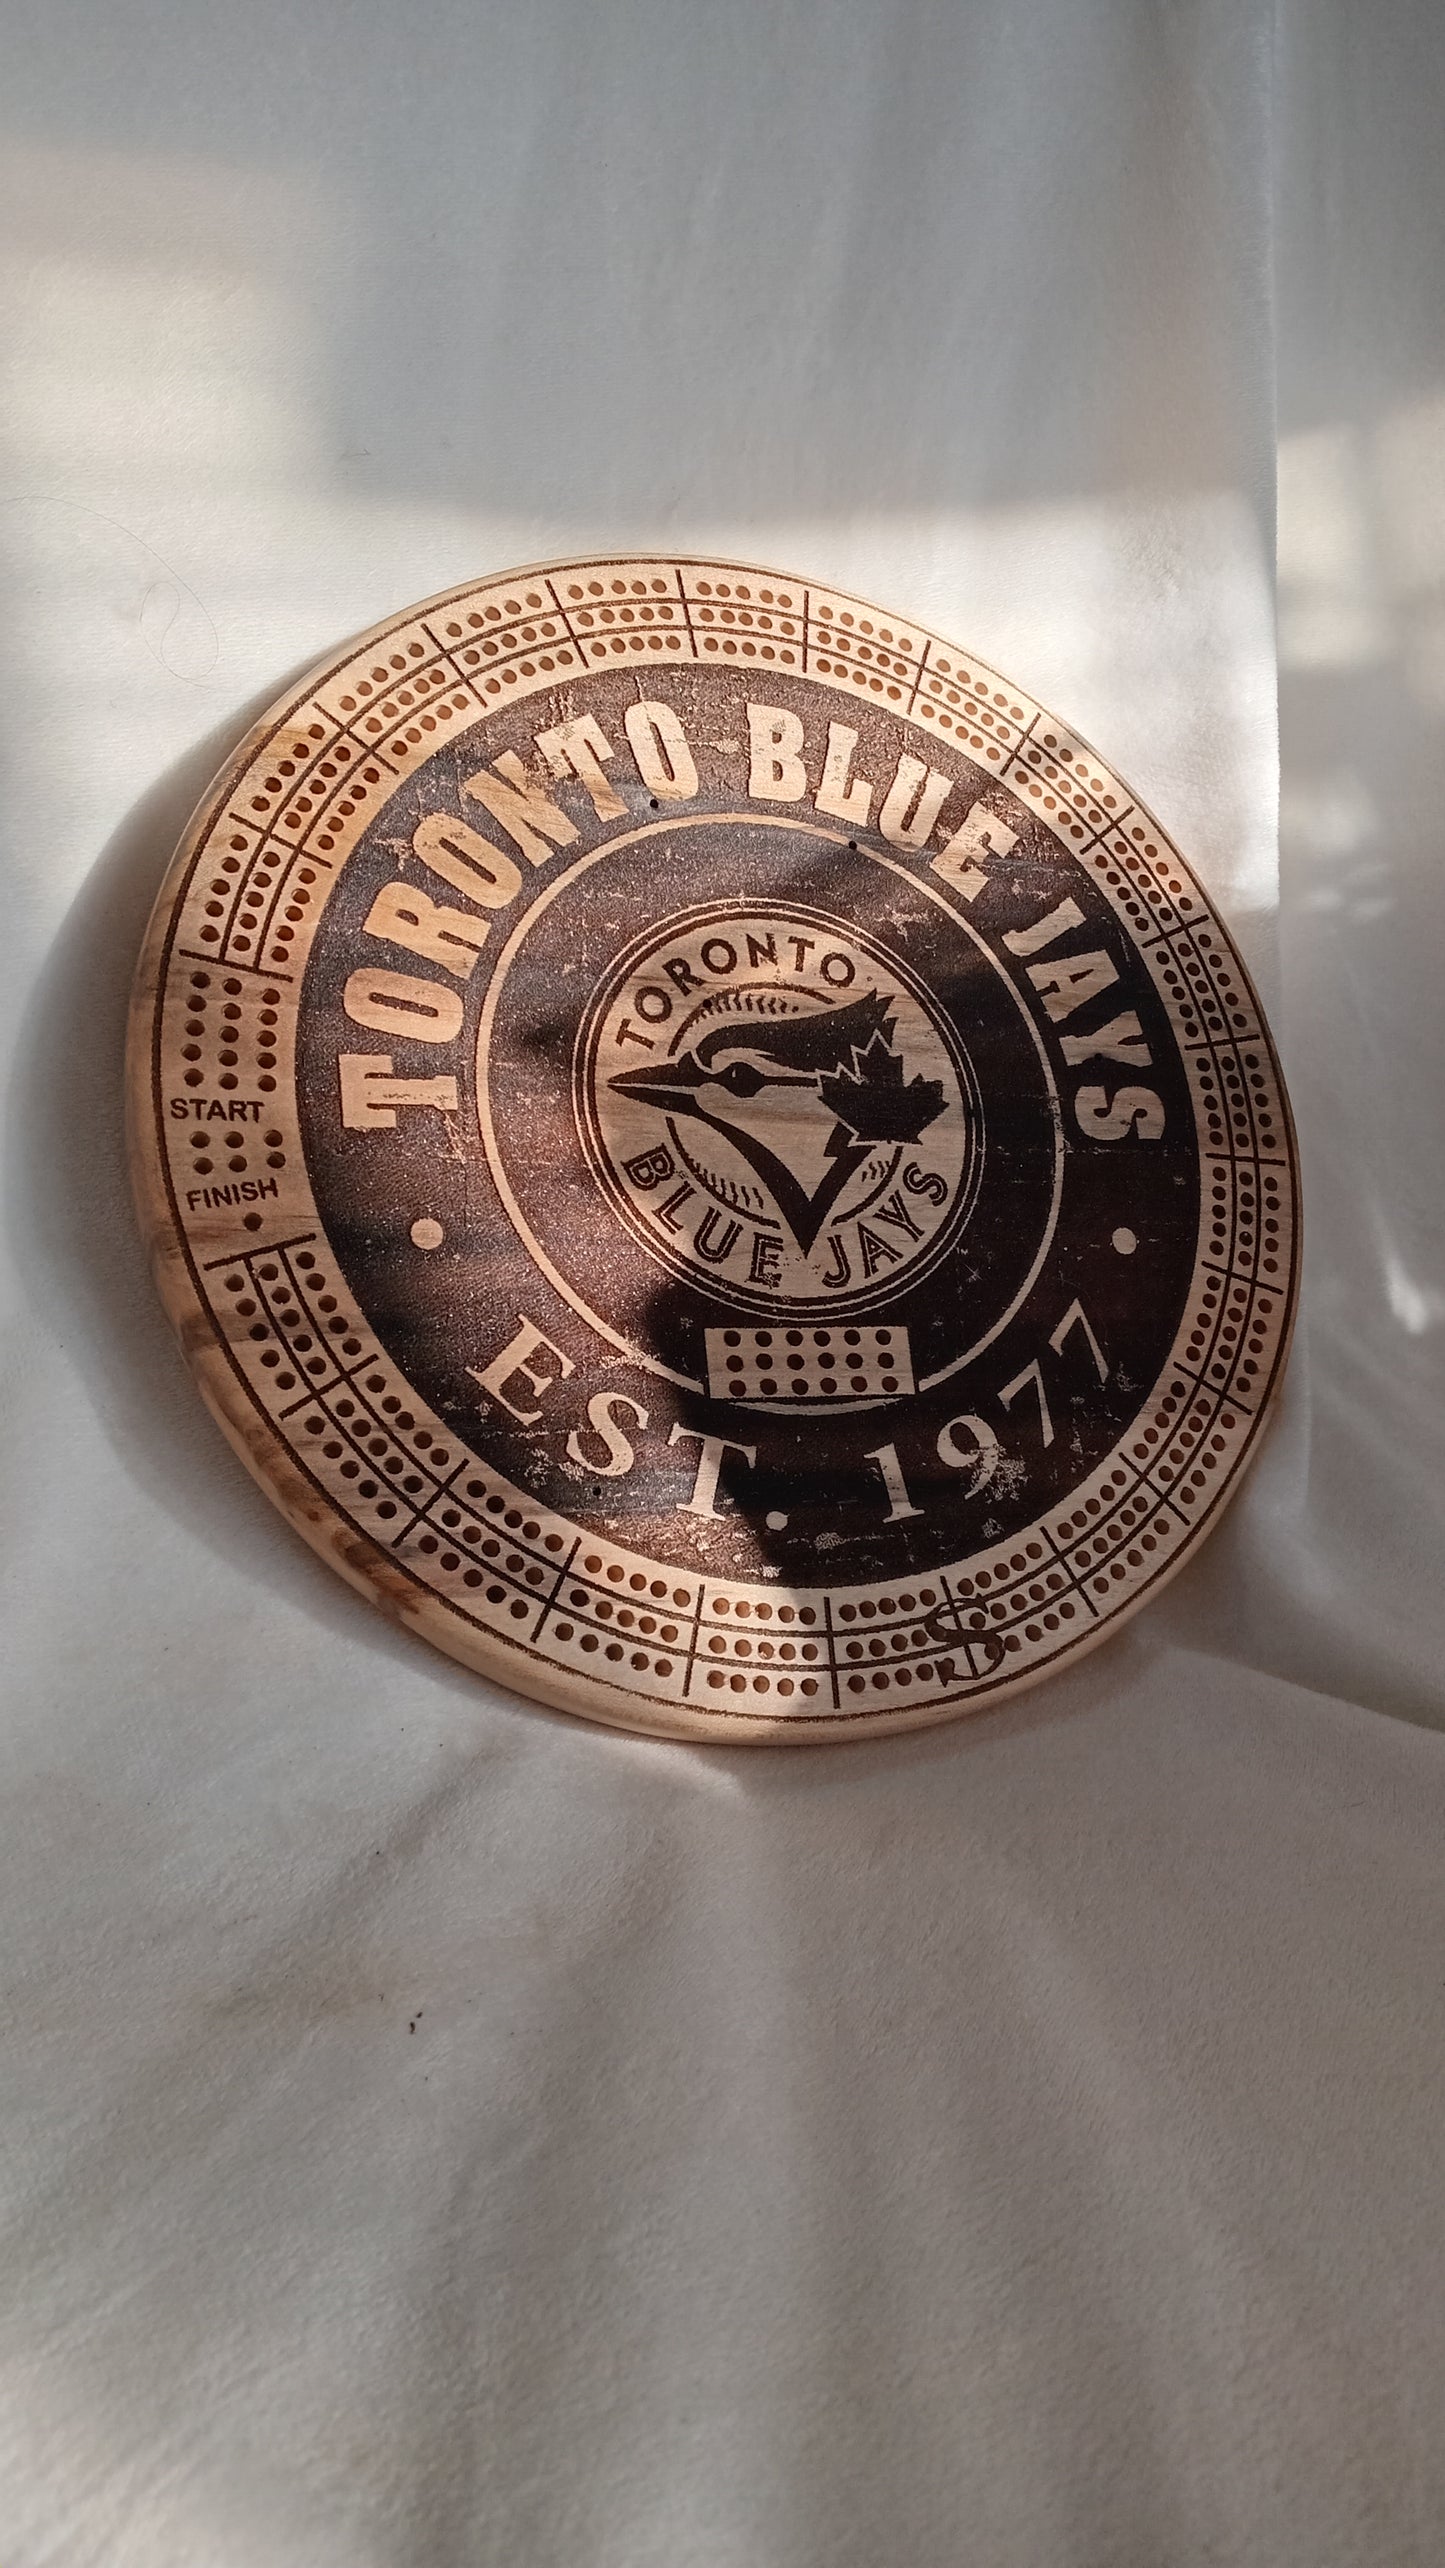 TORONTO BLUE JAYS
TORONTO
BLUE JAYS
START
FINISH
EST. 1977
S